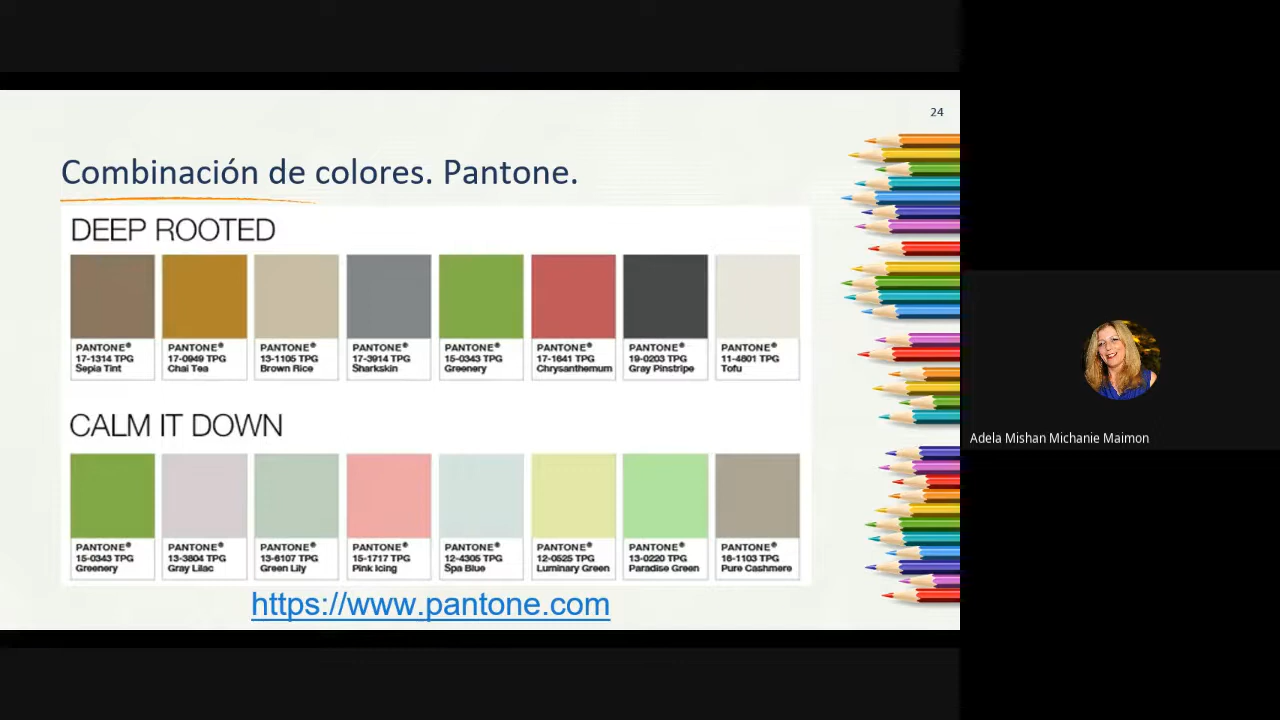 24
Combinación de colores. Pantone.
DEEP ROOTED
PANTONE®
17-1314 TPG
Sepia Tint
PANTONE®
17-0949 TPG
Chai Tea
PANTONE®
13-1105 TPG
Brown Rice
PANTONE®
17-3914 TPG
Sharkskin
PANTONE®
15-0343 TPG
Greenery
PANTONE®
17-1641 TPG
Chrysanthemum
PANTONE®
19-0203 TPG
Gray Pinstripe
PANTONE®
11-4801 TPG
Tofu
CALM IT DOWN
PANTONE®
15-0343 TPG
Greenery
PANTONE®
13-3804 TPG
Gray Lilac
PANTONE®
13-6107 TPG
Green Lily
PANTONE®
15-1717 TPG
Pink Icing
PANTONE®
12-4305 TPG
Spa Blue
PANTONE®
12-0525 TPG
Luminary Green
PANTONE®
13-0220 TPG
Paradise Green
PANTONE®
16-1103 TPG
Pure Cashmere
https://www.pantone.com
Adela Mishan Michanie Maimon